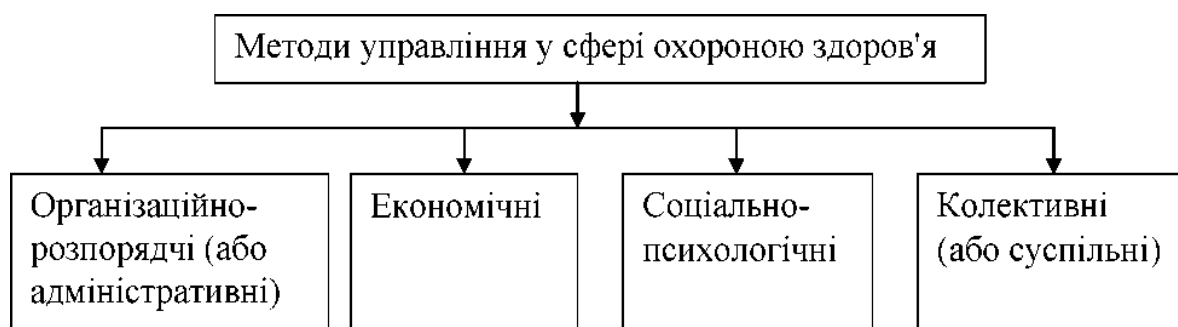 Методи управління у сфері охороною здоров'я
Організаційно-
розпорядчі (або
адміністративні)
Економічні
Соціально-
психологічні
Колективні
(або суспільні)